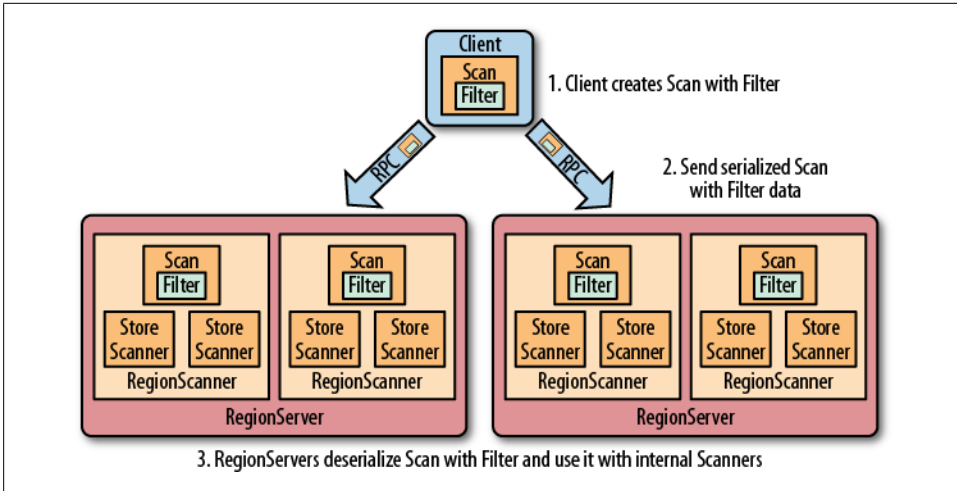 Client
Scan
Filter
1. Client creates Scan with Filter
RPC
RPC
2. Send serialized Scan
with Filter data
Scan
Filter
Store
Scanner
Store
Scanner
RegionScanner
Scan
Filter
Store
Scanner
Store
Scanner
RegionScanner
RegionServer
Scan
Filter
Store
Scanner
Store
Scanner
RegionScanner
Scan
Filter
Store
Scanner
Store
Scanner
RegionScanner
RegionServer
3. RegionServers deserialize Scan with Filter and use it with internal Scanners